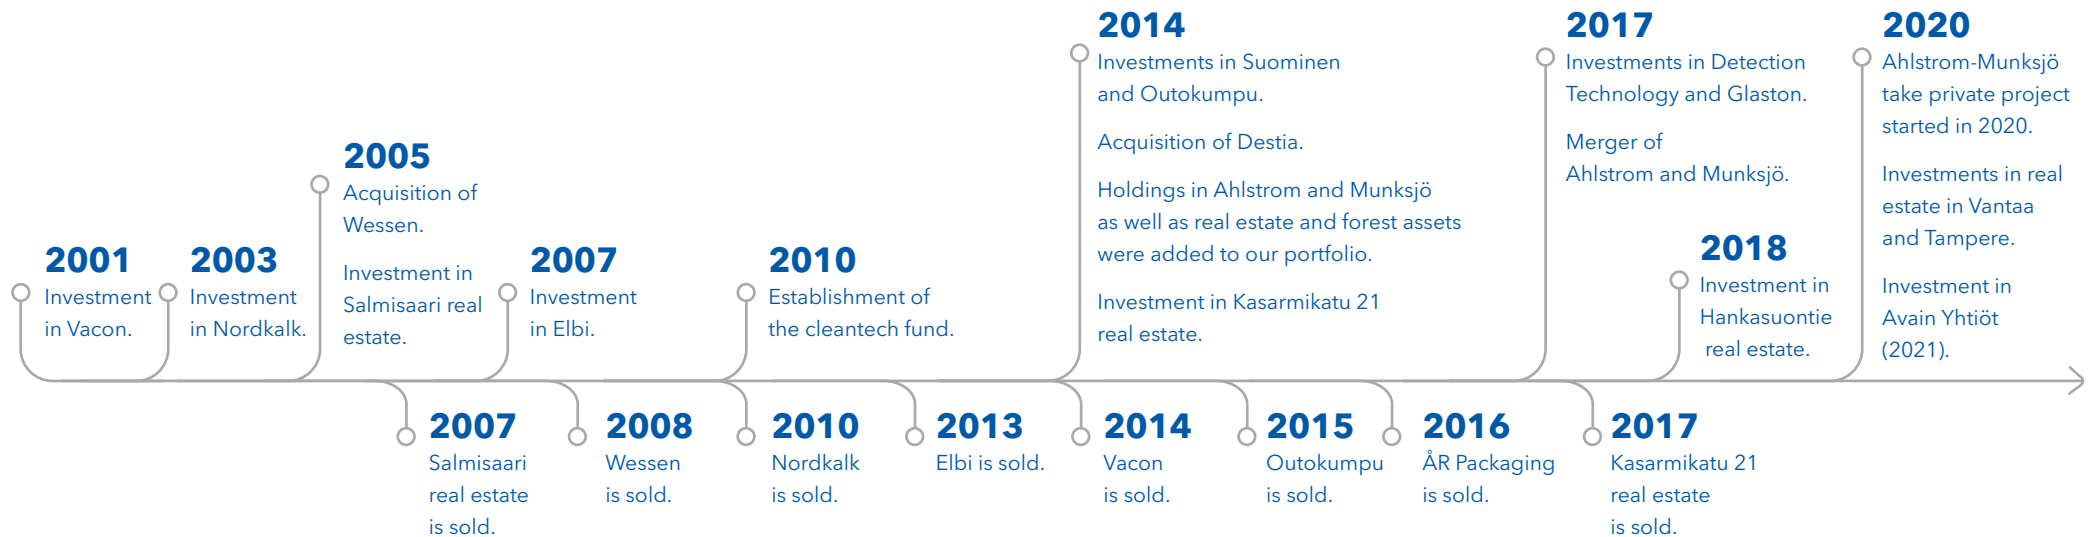 2001
Investment
in Vacon.
2003
Investment
in Nordkalk.
2005
Acquisition of
Wessen.
Investment in
Salmisaari real
estate.
2007
Investment
in Elbi.
2010
Establishment of
the cleantech fund.
2014
Investments in Suominen
and Outokumpu.
Acquisition of Destia.
Holdings in Ahlstrom and Munksjö
as well as real estate and forest assets
were added to our portfolio.
Investment in Kasarmikatu 21
real estate.
2017
Investments in Detection
Technology and Glaston.
Merger of
Ahlstrom and Munksjö.
2018
Investment in
Hankasuontie
real estate.
2020
Ahlstrom-Munksjö
take private project
started in 2020.
Investments in real
estate in Vantaa
and Tampere.
Investment in
Avain Yhtiöt
(2021).
2007
Salmisaari
real estate
is sold.
2008
Wessen
is sold.
2010
Nordkalk
is sold.
2013
Elbi is sold.
2014
Vacon
is sold.
2015
Outokumpu
is sold.
2016
ÅR Packaging
is sold.
2017
Kasarmikatu 21
real estate
is sold.